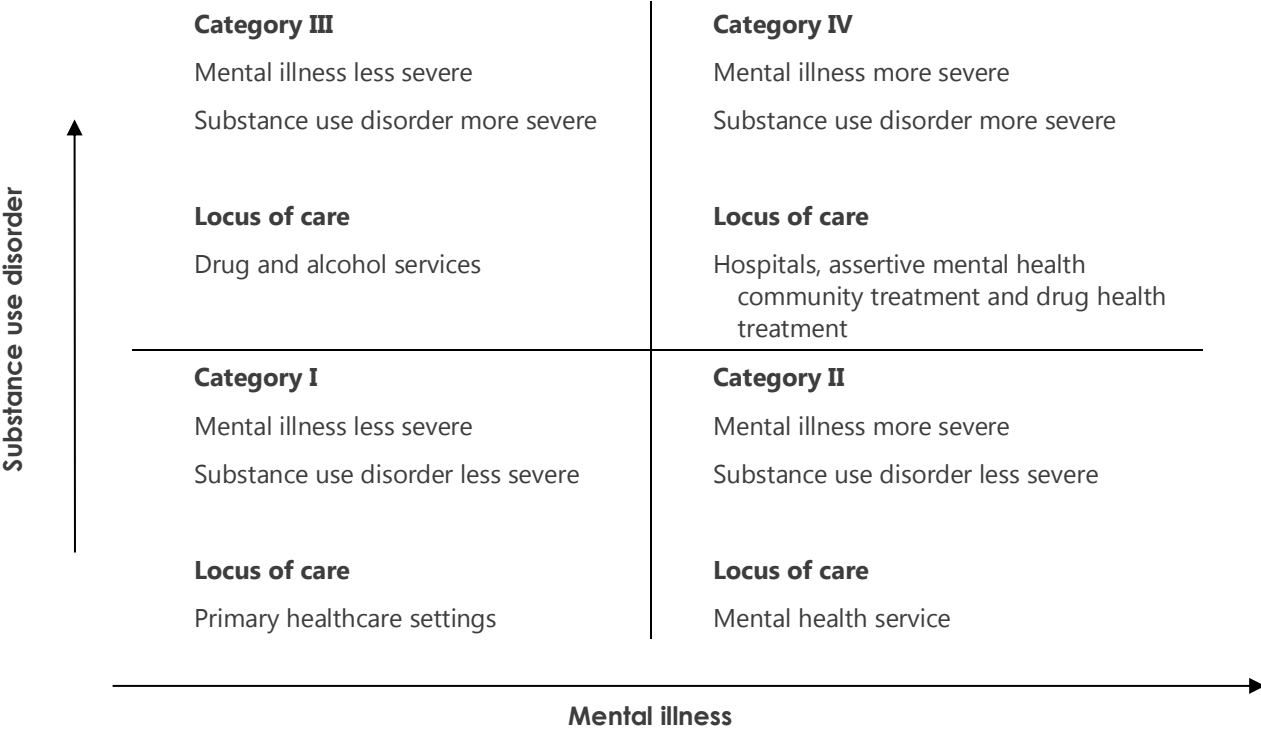 Category III
Mental illness less severe
Substance use disorder more severe
Locus of care
Drug and alcohol services
Category IV
Mental illness more severe
Substance use disorder more severe
Locus of care
Hospitals, assertive mental health
community treatment and drug health
treatment
Substance use disorder
Category I
Mental illness less severe
Substance use disorder less severe
Locus of care
Primary healthcare settings
Category II
Mental illness more severe
Substance use disorder less severe
Locus of care
Mental health service
Mental illness